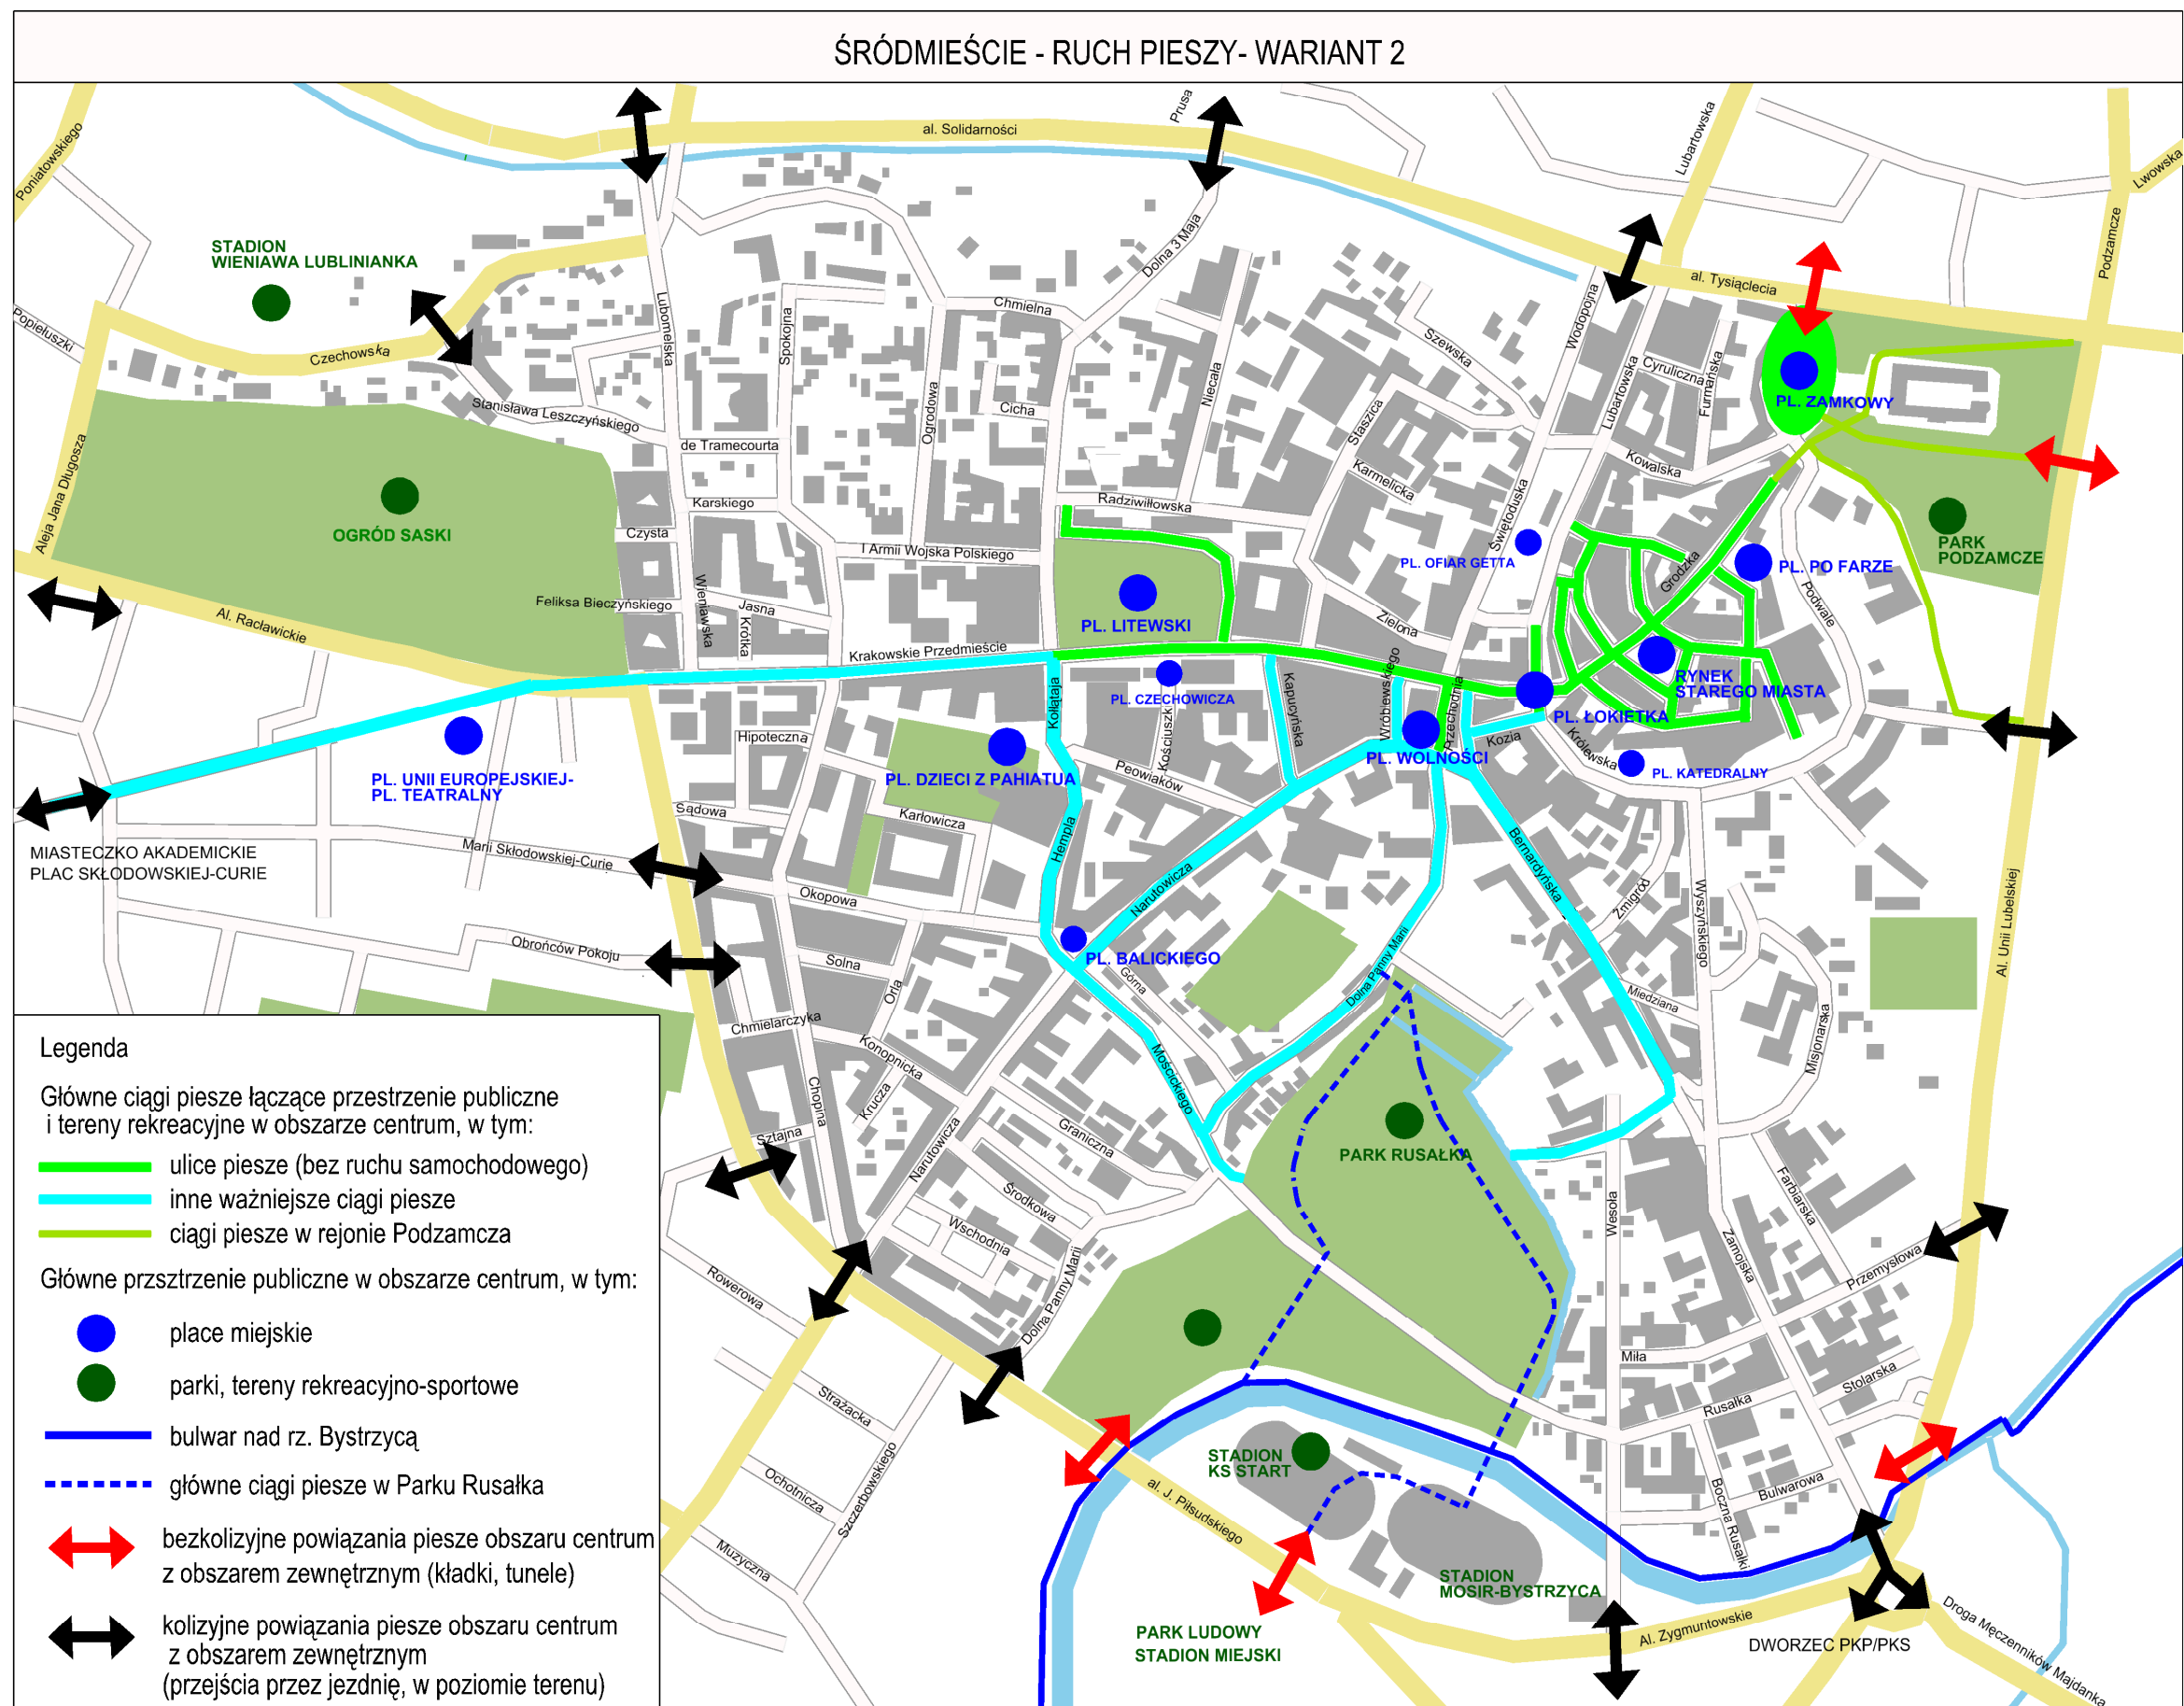 ŚRÓDMIEŚCIE - RUCH PIESZY- WARIANT 2
Poniatowskiego
al. Solidarności
Prusa
Lubartowska
Lwowska
Podzamcze
STADION
WIENIAWA LUBLINIANKA
Dolna 3 Maja
al. Tysiąclecia
Popiełuszki
Czechowska
Lubomelska
Spokojna
Chmielna
Niecała
Szewska
Wodopojna
Lubartowska
Cyruliczna
Furmańska
PL. ZAMKOWY
Stanisława Leszczyńskiego
de Tramecourta
Ogrodowa
Cicha
Staszica
Karmelicka
Kowalska
Aleja Jana Długosza
OGRÓD SASKI
Karskiego
Czysta
Radziwiłłowska
I Armii Wojska Polskiego
Świętoduska
PL. OFIAR GETTA
Grodzka
PL. PO FARZE
PARK
PODZAMCZE
Podwale
Feliksa Bieczyńskiego
Wieniawska
Jasna
Krótka
PL. LITEWSKI
Zielona
Al. Racławickie
Krakowskie Przedmieście
Kołłątaja
PL. CZECHOWICZA
Kościuszki
Kapucyńska
Wróblewskiego
Przechodnia
RYNEK
STAREGO MIASTA
PL. ŁOKIETKA
PL. WOLNOŚCI
Kozia
Królewska
PL. KATEDRALNY
PL. UNII EUROPEJSKIEJ-
PL. TEATRALNY
Hipoteczna
PL. DZIECI Z PAHIATUA
Peowiaków
Sądowa
Karłowicza
Hempla
MIASTECZKO AKADEMICKIE
PLAC SKŁODOWSKIEJ-CURIE
Marii Skłodowskiej-Curie
Okopowa
Narutowicza
Bernardyńska
Żmigród
Wyszyńskiego
Al. Unii Lubelskiej
Obrońców Pokoju
Solna
Orla
PL. BALICKIEGO
Górna
Dolna Panny Marii
Miedziana
Misjonarska
Chmielarczyka
Konopnicka
Krucza
Chopina
Sztajna
Mościckiego
Graniczna
Narutowicza
Środkowa
Wschodnia
Dolna Panny Marii
PARK RUSAŁKA
Wesoła
Zamojska
Farbiarska
Przemysłowa
Rowerowa
Strażacka
Ochotnicza
Szczerbowskiego
Muzyczna
Miła
Rusałka
Stolarska
Bulwarowa
Boczna Rusałki
STADION
KS START
al. J. Piłsudskiego
STADION
MOSIR-BYSTRZYCA
PARK LUDOWY
STADION MIEJSKI
Al. Zygmuntowskie
DWORZEC PKP/PKS
Droga Męczenników Majdanka
Legenda
Główne ciągi piesze łączące przestrzenie publiczne
i tereny rekreacyjne w obszarze centrum, w tym:
ulice piesze (bez ruchu samochodowego)
inne ważniejsze ciągi piesze
ciągi piesze w rejonie Podzamcza
Główne przsztrzenie publiczne w obszarze centrum, w tym:
place miejskie
parki, tereny rekreacyjno-sportowe
bulwar nad rz. Bystrzycą
główne ciągi piesze w Parku Rusałka
bezkolizyjne powiązania piesze obszaru centrum
z obszarem zewnętrznym (kładki, tunele)
kolizyjne powiązania piesze obszaru centrum
z obszarem zewnętrznym
(przejścia przez jezdnię, w poziomie terenu)